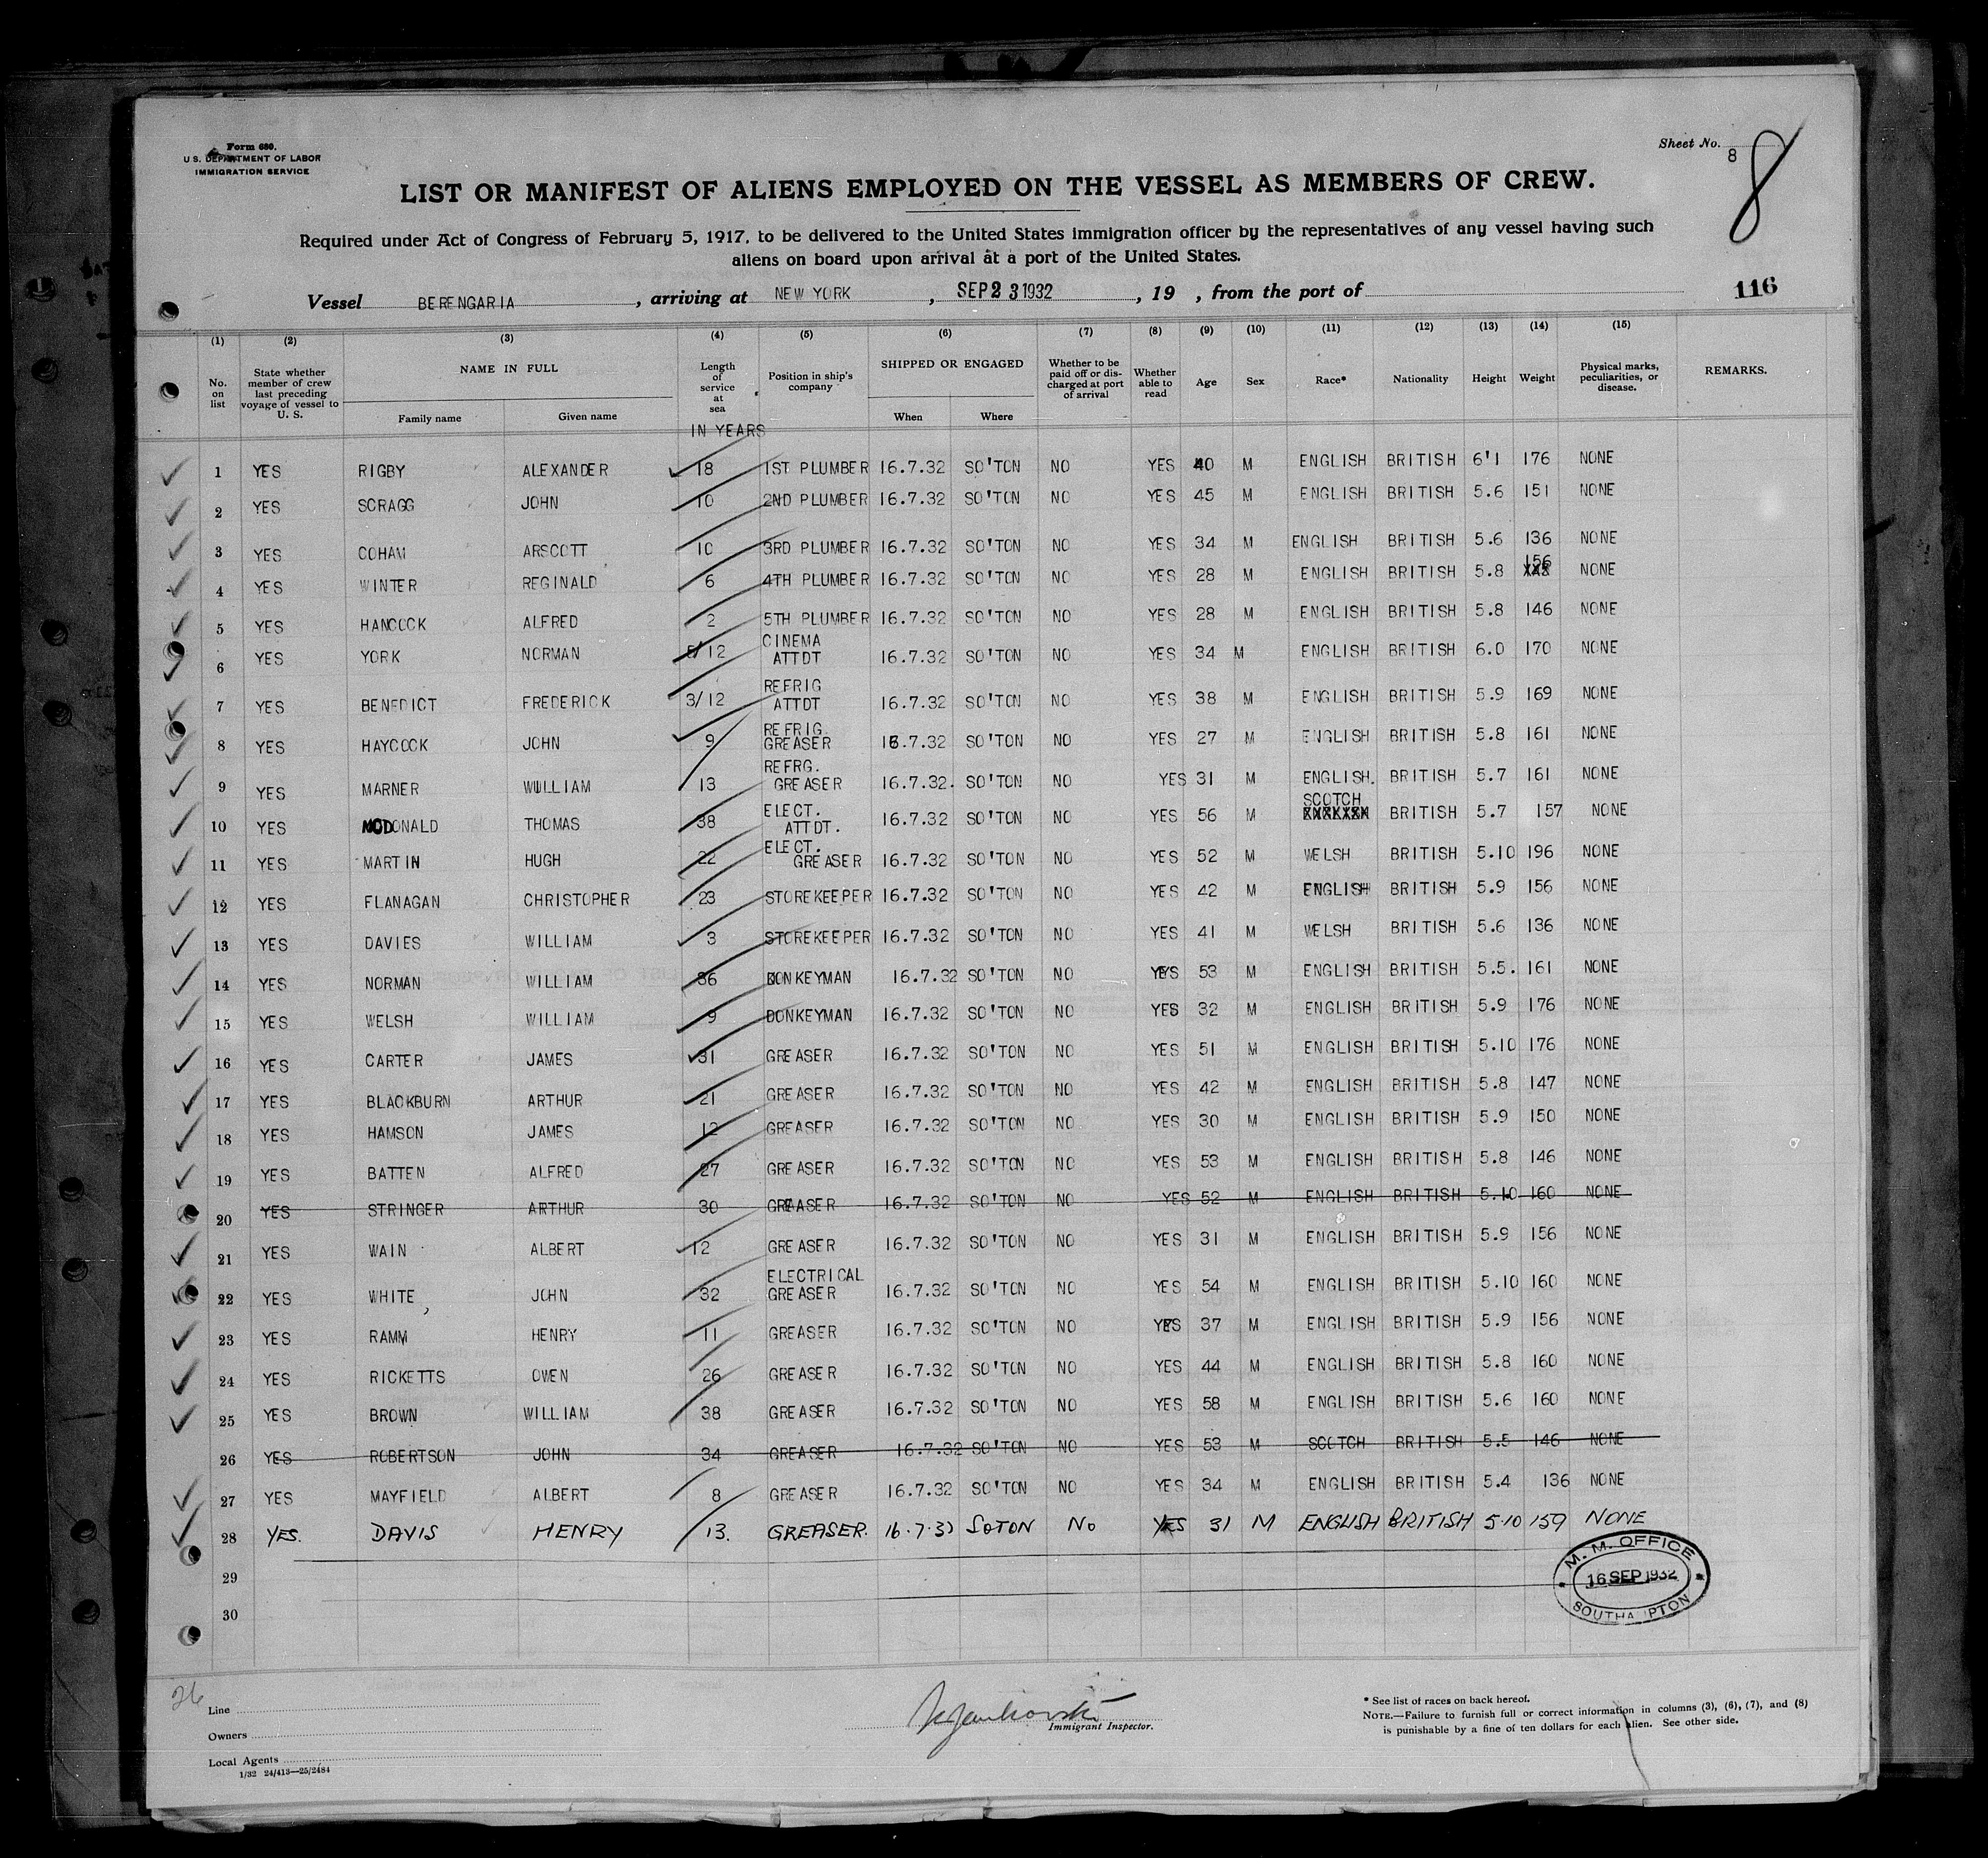 Form 680.
U.S. DEPARTMENT OF LABOR
IMMIGRATION SERVICE
Sheet No. 8
8
LIST OR MANIFEST OF ALIENS EMPLOYED ON THE VESSEL AS MEMBERS OF CREW.
Required under Act of Congress of February 5, 1917, to be delivered to the United States immigration officer by the representatives of any vessel having such
aliens on board upon arrival at a port of the United States.
Vessel BERENGARIA, arriving at NEW YORK, SEP 23 1932, 19 , from the port of
116
(1) (2) (3) (4) (5) (6) (7) (8) (9) (10) (11) (12) (13) (14) (15)
No. on list State whether member of crew last preceding voyage of vessel to U. S. NAME IN FULL Family name Given name Length of service at sea Position in ship's company SHIPPED OR ENGAGED When Where Whether to be paid off or discharged at port of arrival Whether able to read Age Sex Race* Nationality Height Weight Physical marks, peculiarities, or disease. REMARKS.
IN YEARS
1 YES RIGBY ALEXANDER 18 1ST PLUMBER 16.7.32 SO'TON NO YES 40 M ENGLISH BRITISH 6'1 176 NONE
2 YES SCRAGG JOHN 10 2ND PLUMBER 16.7.32 SO'TON NO YES 45 M ENGLISH BRITISH 5.6 151 NONE
3 YES COHAM ARSCOTT 10 3RD PLUMBER 16.7.32 SO'TON NO YES 34 M ENGLISH BRITISH 5.6 136 NONE
4 YES WINTER REGINALD 6 4TH PLUMBER 16.7.32 SO'TON NO YES 28 M ENGLISH BRITISH 5.8 156 NONE
5 YES HANCOCK ALFRED 2 5TH PLUMBER 16.7.32 SO'TON NO YES 28 M ENGLISH BRITISH 5.8 146 NONE
6 YES YORK NORMAN 5/12 CINEMA ATTDT 16.7.32 SO'TON NO YES 34 M ENGLISH BRITISH 6.0 170 NONE
7 YES BENEDICT FREDERICK 3/12 REFRIG ATTDT 16.7.32 SO'TON NO YES 38 M ENGLISH BRITISH 5.9 169 NONE
8 YES HAYCOCK JOHN 9 REFRIG. GREASER 16.7.32 SO'TON NO YES 27 M ENGLISH BRITISH 5.8 161 NONE
9 YES MARNER WULLIAM 13 REFRG. GREASER 16.7.32. SO'TON NO YES 31 M ENGLISH. BRITISH 5.7 161 NONE
10 YES MCDONALD THOMAS 38 ELECT. ATTDT. 16.7.32 SO'TON NO YES 56 M SCOTCH BRITISH 5.7 157 NONE
11 YES MARTIN HUGH 22 ELECT. GREASER 16.7.32 SO'TON NO YES 52 M WELSH BRITISH 5.10 196 NONE
12 YES FLANAGAN CHRISTOPHER 23 STOREKEEPER 16.7.32 SO'TON NO YES 42 M ENGLISH BRITISH 5.9 156 NONE
13 YES DAVIES WILLIAM 3 STOREKEEPER 16.7.32 SO'TON NO YES 41 M WELSH BRITISH 5.6 136 NONE
14 YES NORMAN WILLIAM 36 DONKEYMAN 16.7.32 SO'TON NO YES 53 M ENGLISH BRITISH 5.5. 161 NONE
15 YES WELSH WILLIAM 9 DONKEYMAN 16.7.32 SO'TON NO YES 32 M ENGLISH BRITISH 5.9 176 NONE
16 YES CARTER JAMES 31 GREASER 16.7.32 SO'TON NO YES 51 M ENGLISH BRITISH 5.10 176 NONE
17 YES BLACKBURN ARTHUR 21 GREASER 16.7.32 SO'TON NO YES 42 M ENGLISH BRITISH 5.8 147 NONE
18 YES HAMSON JAMES 12 GREASER 16.7.32 SO'TON NO YES 30 M ENGLISH BRITISH 5.9 150 NONE
19 YES BATTEN ALFRED 27 GREASER 16.7.32 SO'TON NO YES 53 M ENGLISH BRITISH 5.8 146 NONE
20 YES STRINGER ARTHUR 30 GREASER 16.7.32 SO'TON NO YES 52 M ENGLISH BRITISH 5.10 160 NONE
21 YES WAIN ALBERT 12 GREASER 16.7.32 SO'TON NO YES 31 M ENGLISH BRITISH 5.9 156 NONE
22 YES WHITE, JOHN 32 ELECTRICAL GREASER 16.7.32 SO'TON NO YES 54 M ENGLISH BRITISH 5.10 160 NONE
23 YES RAMM HENRY 11 GREASER 16.7.32 SO'TON NO YES 37 M ENGLISH BRITISH 5.9 156 NONE
24 YES RICKETTS OWEN 26 GREASER 16.7.32 SO'TON NO YES 44 M ENGLISH BRITISH 5.8 160 NONE
25 YES BROWN WILLIAM 38 GREASER 16.7.32 SO'TON NO YES 58 M ENGLISH BRITISH 5.6 160 NONE
26 YES ROBERTSON JOHN 34 GREASER 16.7.32 SO'TON NO YES 53 M SCOTCH BRITISH 5.5 146 NONE
27 YES MAYFIELD ALBERT 8 GREASER 16.7.32 SO'TON NO YES 34 M ENGLISH BRITISH 5.4 136 NONE
28 YES. DAVIS HENRY 13. GREASER. 16.7.32 SOTON NO YES 31 M ENGLISH BRITISH 5.10 159 NONE
29
30
M. M. OFFICE
16 SEP 1932
SOUTHAMPTON
26
Line
Owners
Local Agents
1/32 24/413—25/2484
Immigrant Inspector.
* See list of races on back hereof.
NOTE.—Failure to furnish full or correct information in columns (3), (6), (7), and (8)
is punishable by a fine of ten dollars for each alien. See other side.